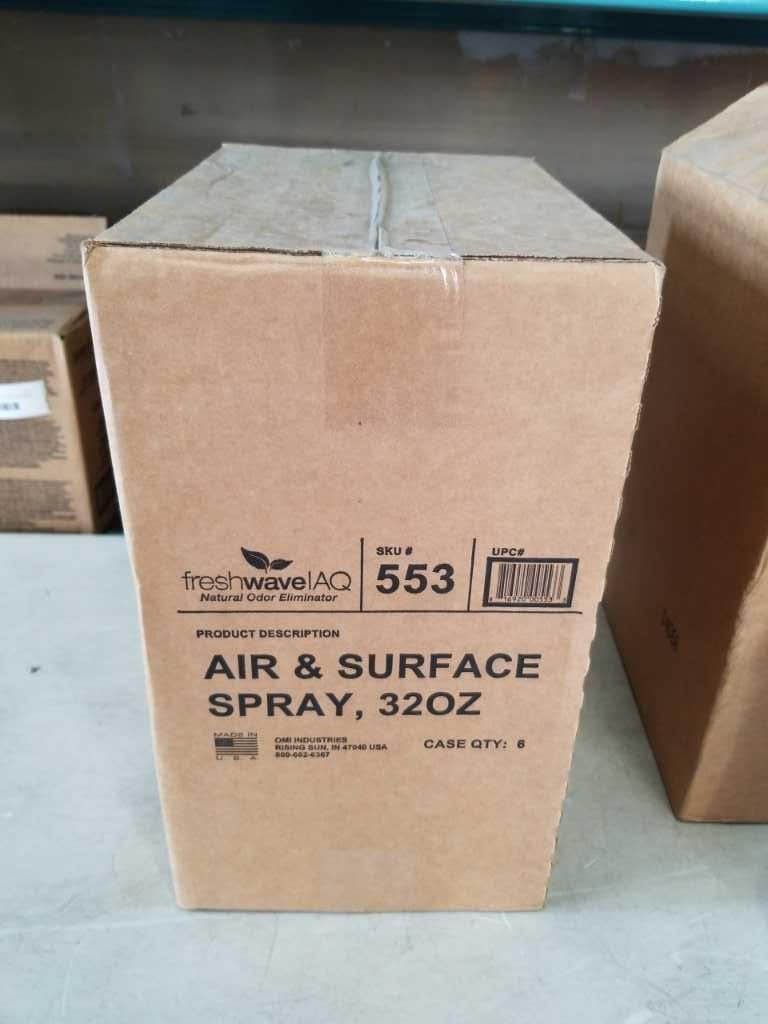 freshwaveIAQ
Natural Odor Eliminator
SKU #
553
UPC#
PRODUCT DESCRIPTION
AIR & SURFACE
SPRAY, 32OZ
MADE IN
U.S.A
OMI INDUSTRIES
RISING SUN, IN 47040 USA
CASE QTY: 6